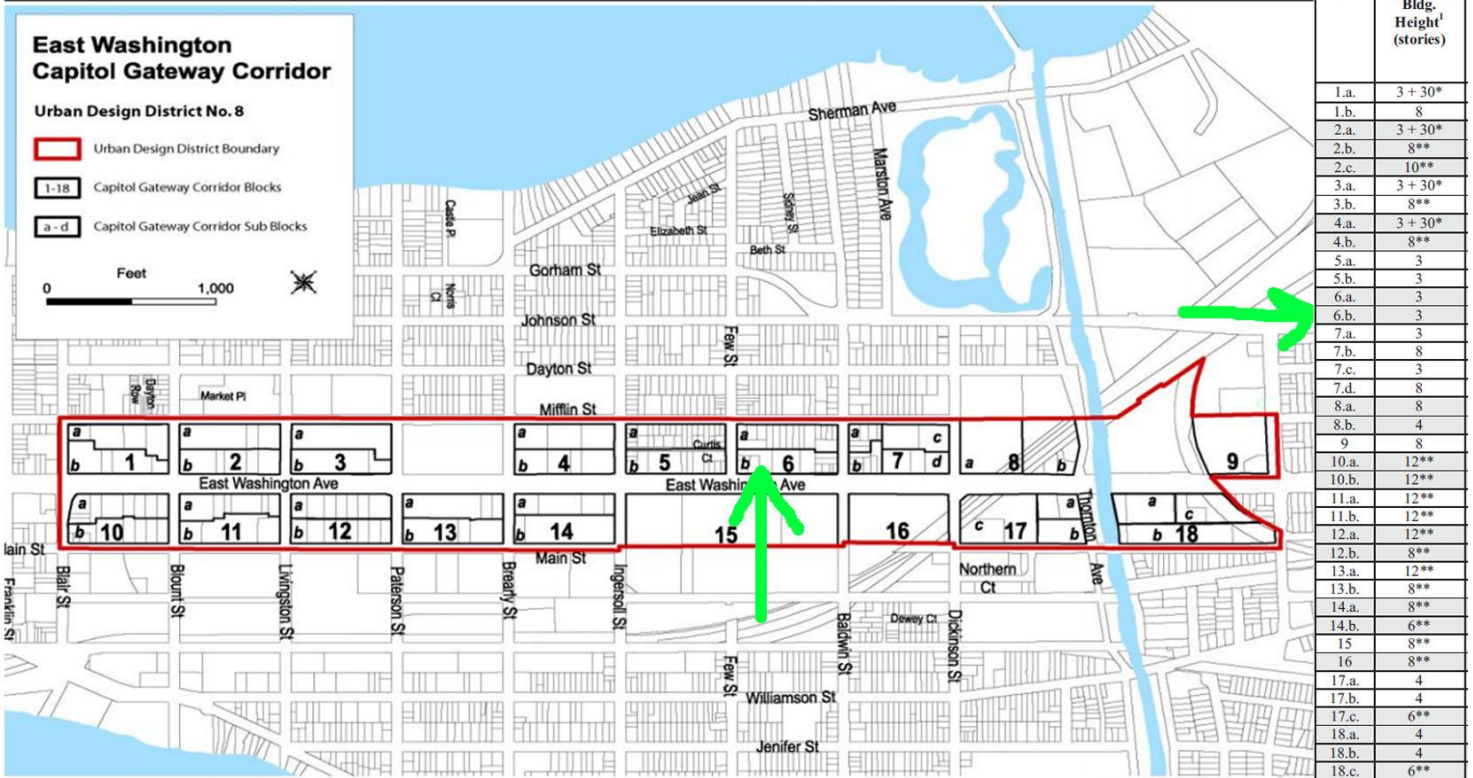 East Washington
Capitol Gateway Corridor
Urban Design District No. 8
Urban Design District Boundary
1-18 Capitol Gateway Corridor Blocks
a - d Capitol Gateway Corridor Sub Blocks
Feet
0 1,000
Sherman Ave
Marston Ave
Castle Pl
Jean St
Sidney St
Elizabeth St
Beth St
Gorham St
Norris Ct
Johnson St
Few St
Dayton St
Dayton Row
Market Pl
Mifflin St
a a a a a a a c
Curtis Ct
b 1 b 2 b 3 b 4 b 5 b 6 b 7 d a 8 b 9
East Washington Ave
East Washin Ave
a a a a a a a
c c
b 10 b 11 b 12 b 13 b 14 15 16 17 b b 18
Thornton Ave
lain St
Main St
Northern Ct
Franklin St
Blair St
Blount St
Livingston St
Paterson St
Brearly St
Ingersoll St
Baldwin St
Dewey Ct
Dickinson St
Few St
Williamson St
Jenifer St
Bldg.
Height1
(stories)
1.a. 3 + 30*
1.b. 8
2.a. 3 + 30*
2.b. 8**
2.c. 10**
3.a. 3 + 30*
3.b. 8**
4.a. 3 + 30*
4.b. 8**
5.a. 3
5.b. 3
6.a. 3
6.b. 3
7.a. 3
7.b. 8
7.c. 3
7.d. 8
8.a. 8
8.b. 4
9 8
10.a. 12**
10.b. 12**
11.a. 12**
11.b. 12**
12.a. 12**
12.b. 8**
13.a. 12**
13.b. 8**
14.a. 8**
14.b. 6**
15 8**
16 8**
17.a. 4
17.b. 4
17.c. 6**
18.a. 4
18.b. 4
18.c. 6**